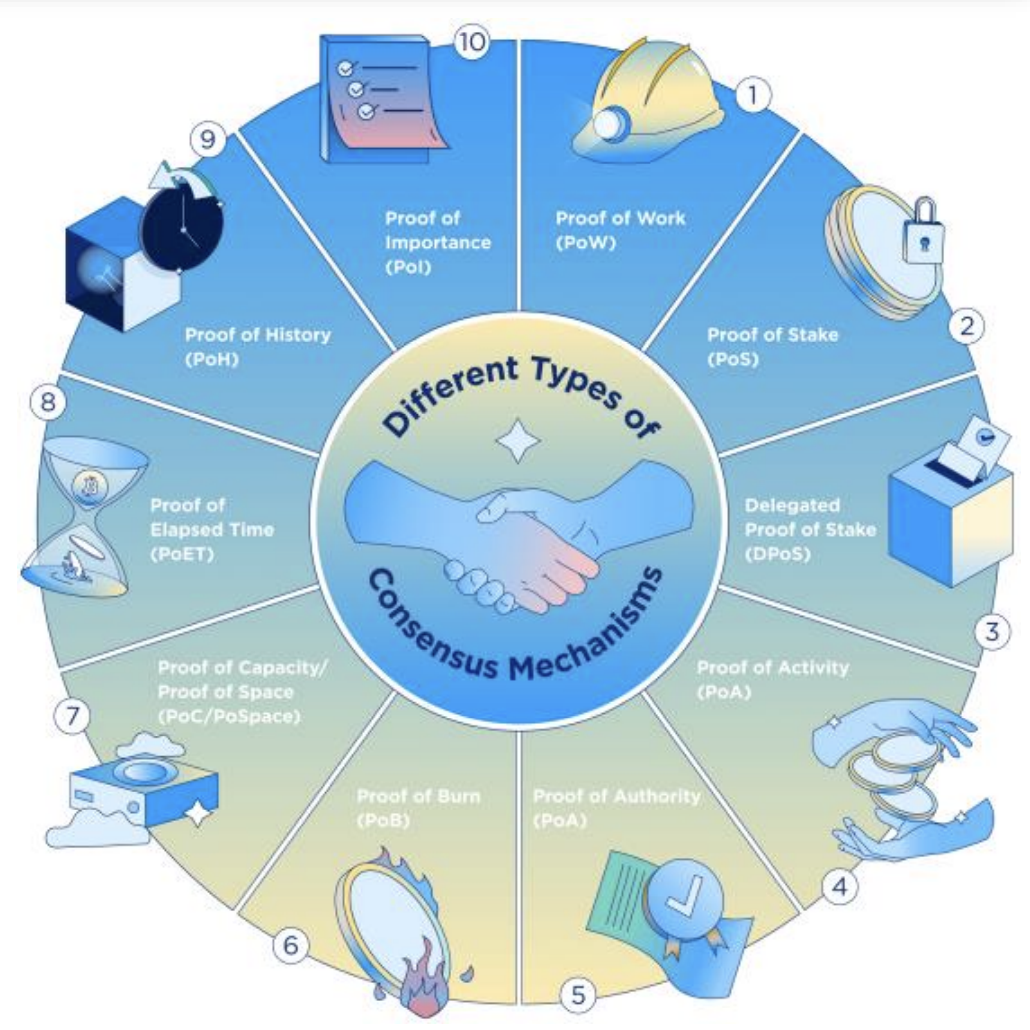 Different Types of
Consensus Mechanisms
1
Proof of Work
(PoW)
2
Proof of Stake
(PoS)
3
Delegated
Proof of Stake
(DPoS)
4
Proof of Activity
(PoA)
5
Proof of Authority
(PoA)
6
Proof of Burn
(PoB)
7
Proof of Capacity/
Proof of Space
(PoC/PoSpace)
8
Proof of
Elapsed Time
(PoET)
9
Proof of History
(PoH)
10
Proof of
Importance
(PoI)